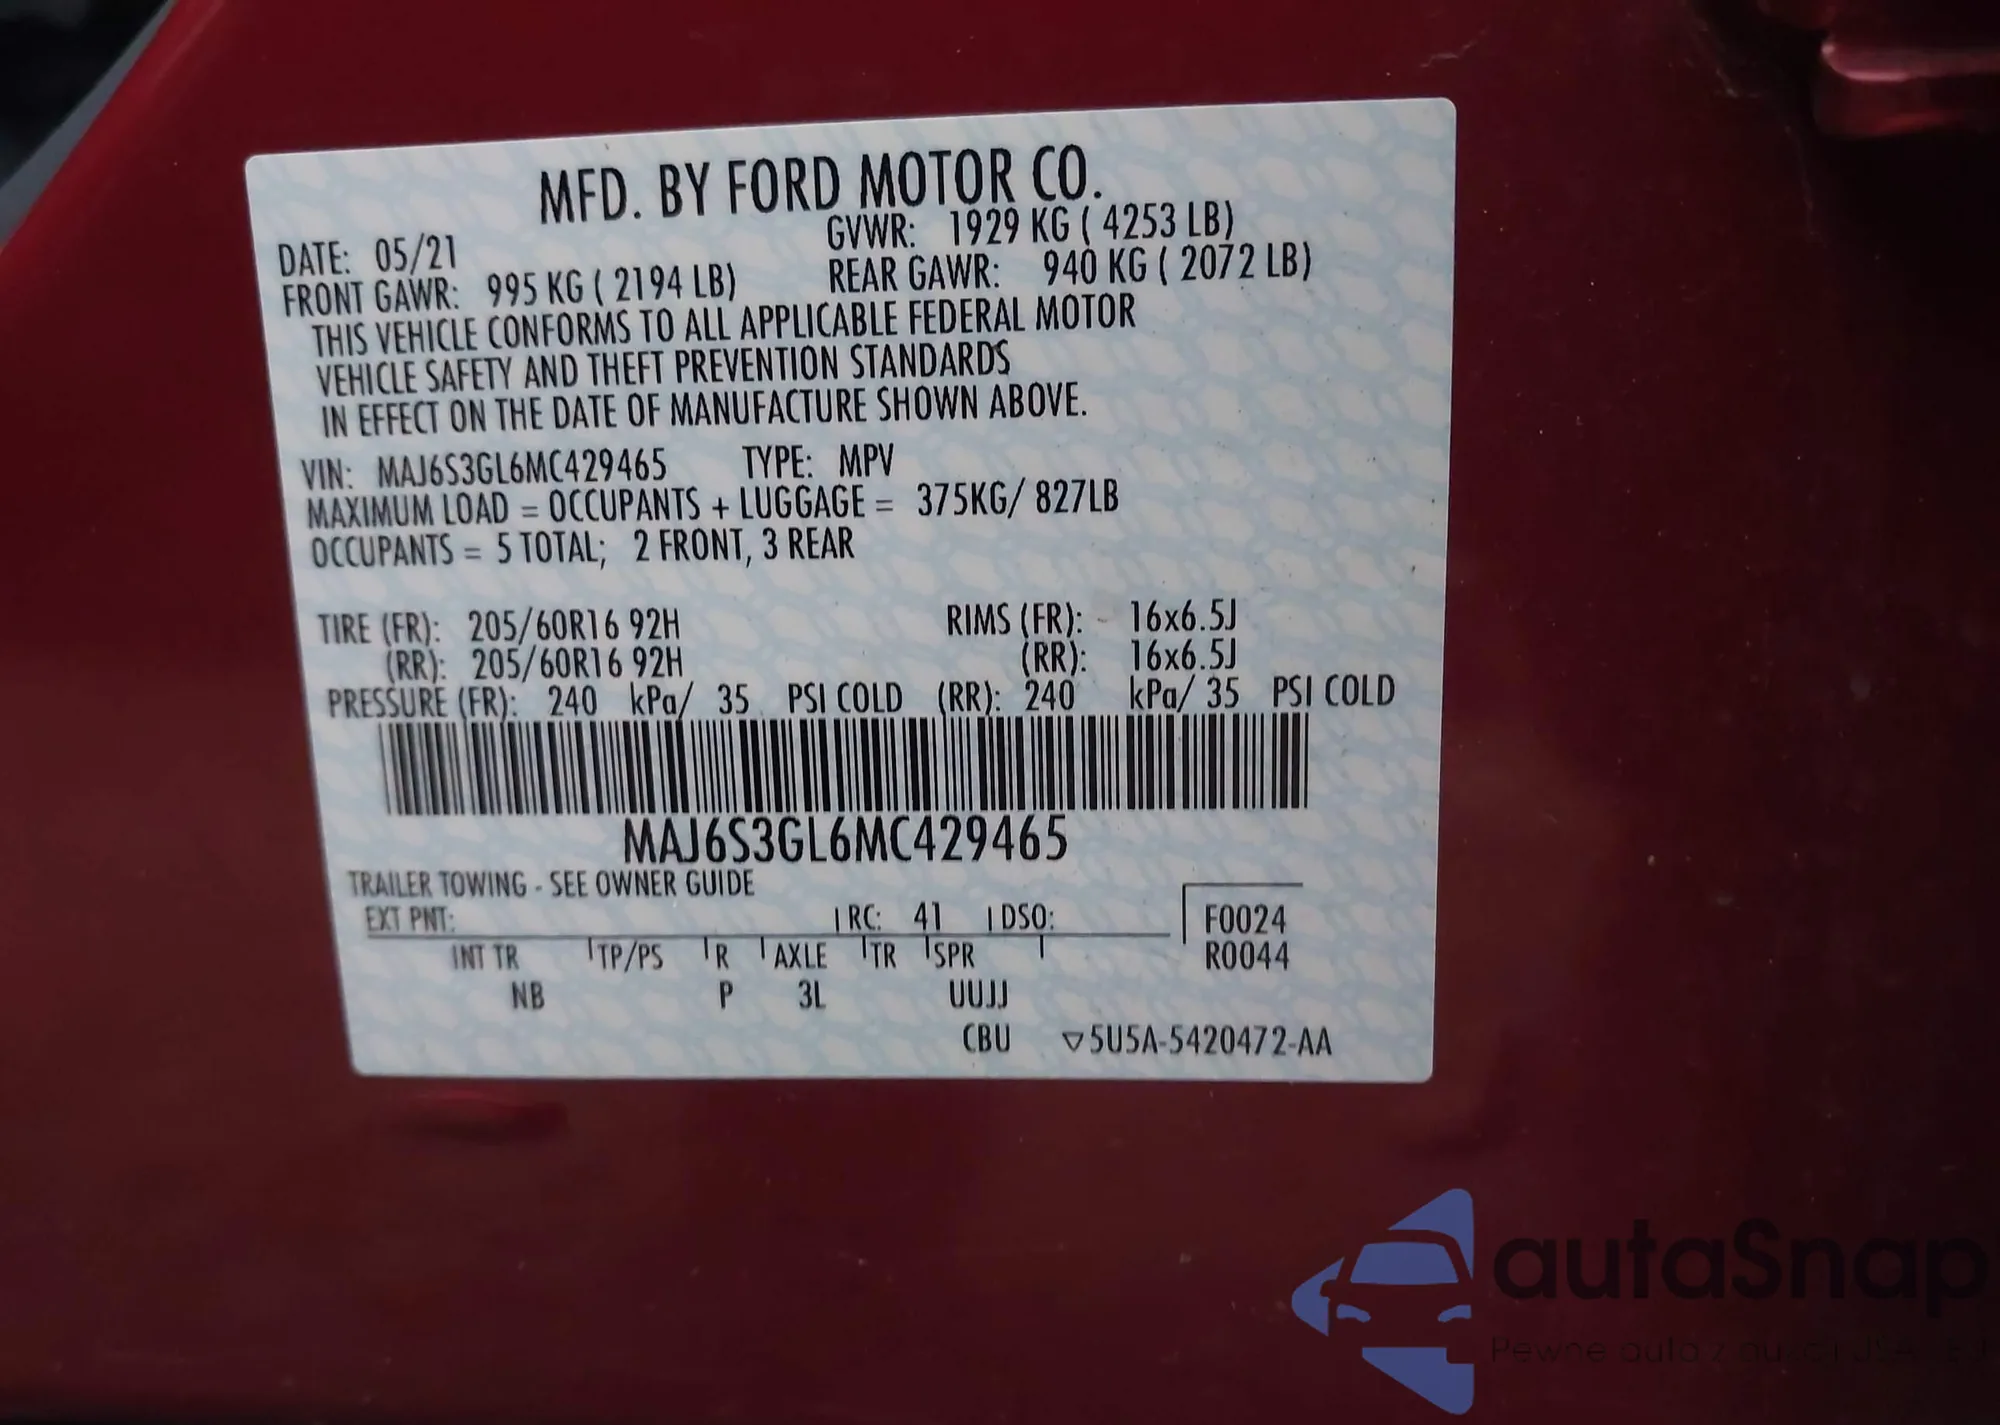 MFD. BY FORD MOTOR CO.
DATE: 05/21 GVWR: 1929 KG ( 4253 LB)
FRONT GAWR: 995 KG ( 2194 LB) REAR GAWR: 940 KG ( 2072 LB)
THIS VEHICLE CONFORMS TO ALL APPLICABLE FEDERAL MOTOR
VEHICLE SAFETY AND THEFT PREVENTION STANDARDS
IN EFFECT ON THE DATE OF MANUFACTURE SHOWN ABOVE.
VIN: MAJ6S3GL6MC429465 TYPE: MPV
MAXIMUM LOAD = OCCUPANTS + LUGGAGE = 375KG/ 827LB
OCCUPANTS = 5 TOTAL; 2 FRONT, 3 REAR
TIRE (FR): 205/60R16 92H RIMS (FR): 16x6.5J
(RR): 205/60R16 92H (RR): 16x6.5J
PRESSURE (FR): 240 kPa/ 35 PSI COLD (RR): 240 kPa/ 35 PSI COLD
MAJ6S3GL6MC429465
TRAILER TOWING - SEE OWNER GUIDE
EXT PNT: RC: 41 DSO: F0024
INT TR TP/PS R AXLE TR SPR R0044
NB P 3L UUJJ
CBU ▽5U5A-5420472-AA
autaSnap
Pewne auta z